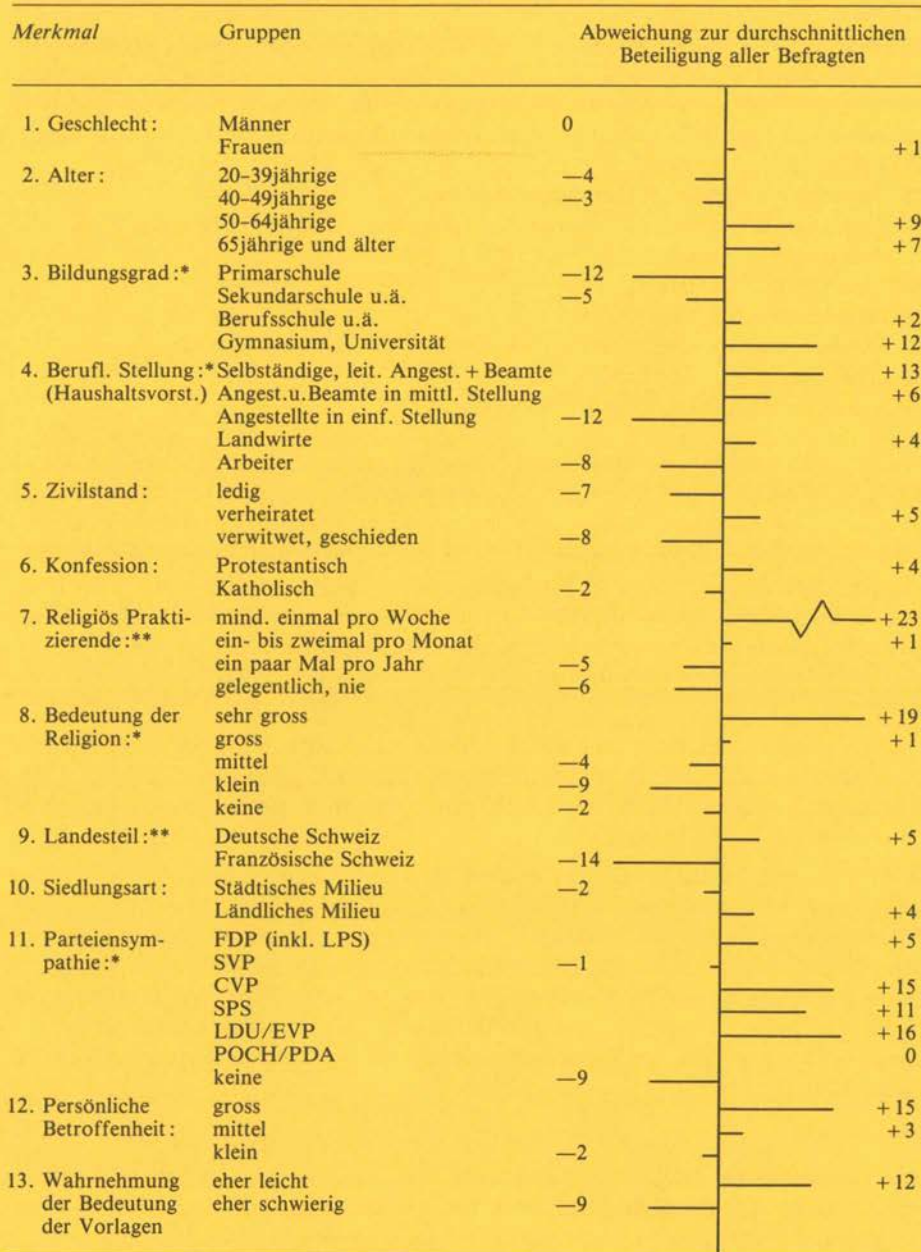 Merkmal Gruppen Abweichung zur durchschnittlichen
Beteiligung aller Befragten
1. Geschlecht: Männer 0
Frauen +1
2. Alter: 20–39jährige —4
40–49jährige —3
50–64jährige +9
65jährige und älter +7
3. Bildungsgrad:* Primarschule —12
Sekundarschule u.ä. —5
Berufsschule u.ä. +2
Gymnasium, Universität +12
4. Berufl. Stellung:* Selbständige, leit. Angest. + Beamte +13
(Haushaltsvorst.) Angest.u.Beamte in mittl. Stellung +6
Angestellte in einf. Stellung —12
Landwirte +4
Arbeiter —8
5. Zivilstand: ledig —7
verheiratet +5
verwitwet, geschieden —8
6. Konfession: Protestantisch +4
Katholisch —2
7. Religiös Prakti- mind. einmal pro Woche +23
zierende:** ein- bis zweimal pro Monat +1
ein paar Mal pro Jahr —5
gelegentlich, nie —6
8. Bedeutung der sehr gross +19
Religion:* gross +1
mittel —4
klein —9
keine —2
9. Landesteil:** Deutsche Schweiz +5
Französische Schweiz —14
10. Siedlungsart: Städtisches Milieu —2
Ländliches Milieu +4
11. Parteiensym- FDP (inkl. LPS) +5
pathie:* SVP —1
CVP +15
SPS +11
LDU/EVP +16
POCH/PDA 0
keine —9
12. Persönliche gross +15
Betroffenheit: mittel +3
klein —2
13. Wahrnehmung eher leicht +12
der Bedeutung eher schwierig —9
der Vorlagen